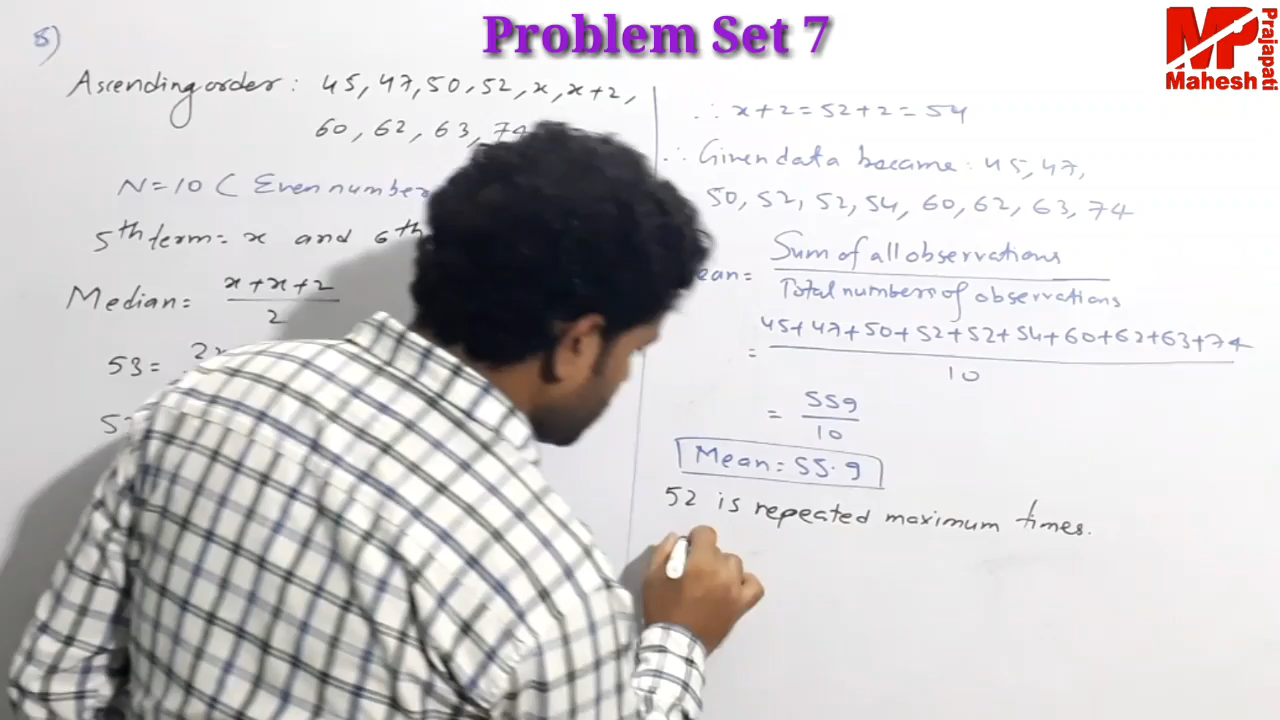 Problem Set 7
MP
Mahesh
Prajapati
8)
Ascending order : 45, 47, 50, 52, x, x+2,
60, 62, 63, 74
N=10 ( Even number
5th term = x and 6th
Median = x+x+2
2
53=
∴ x+2=52+2=54
∴ Given data became : 45, 47,
50, 52, 52, 54, 60, 62, 63, 74
= Sum of all observations
Total numbers of observations
= 45+47+50+52+52+54+60+62+63+74
10
= 559
10
Mean = 55.9
52 is repeated maximum times.